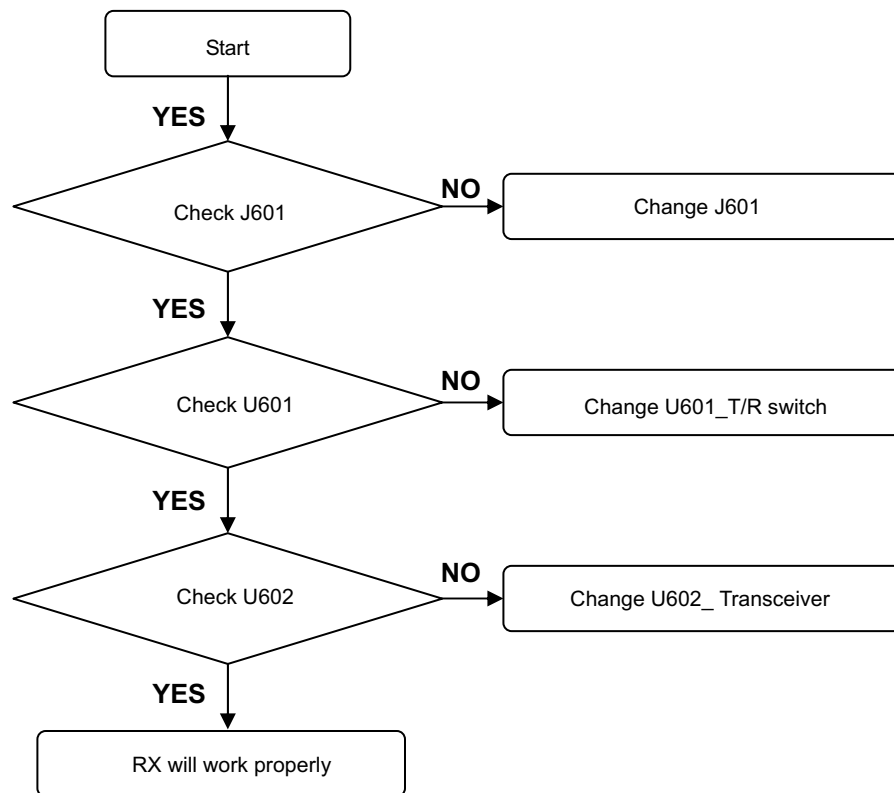 Start
YES
Check J601
NO
Change J601
YES
Check U601
NO
Change U601_T/R switch
YES
Check U602
NO
Change U602_ Transceiver
YES
RX will work properly